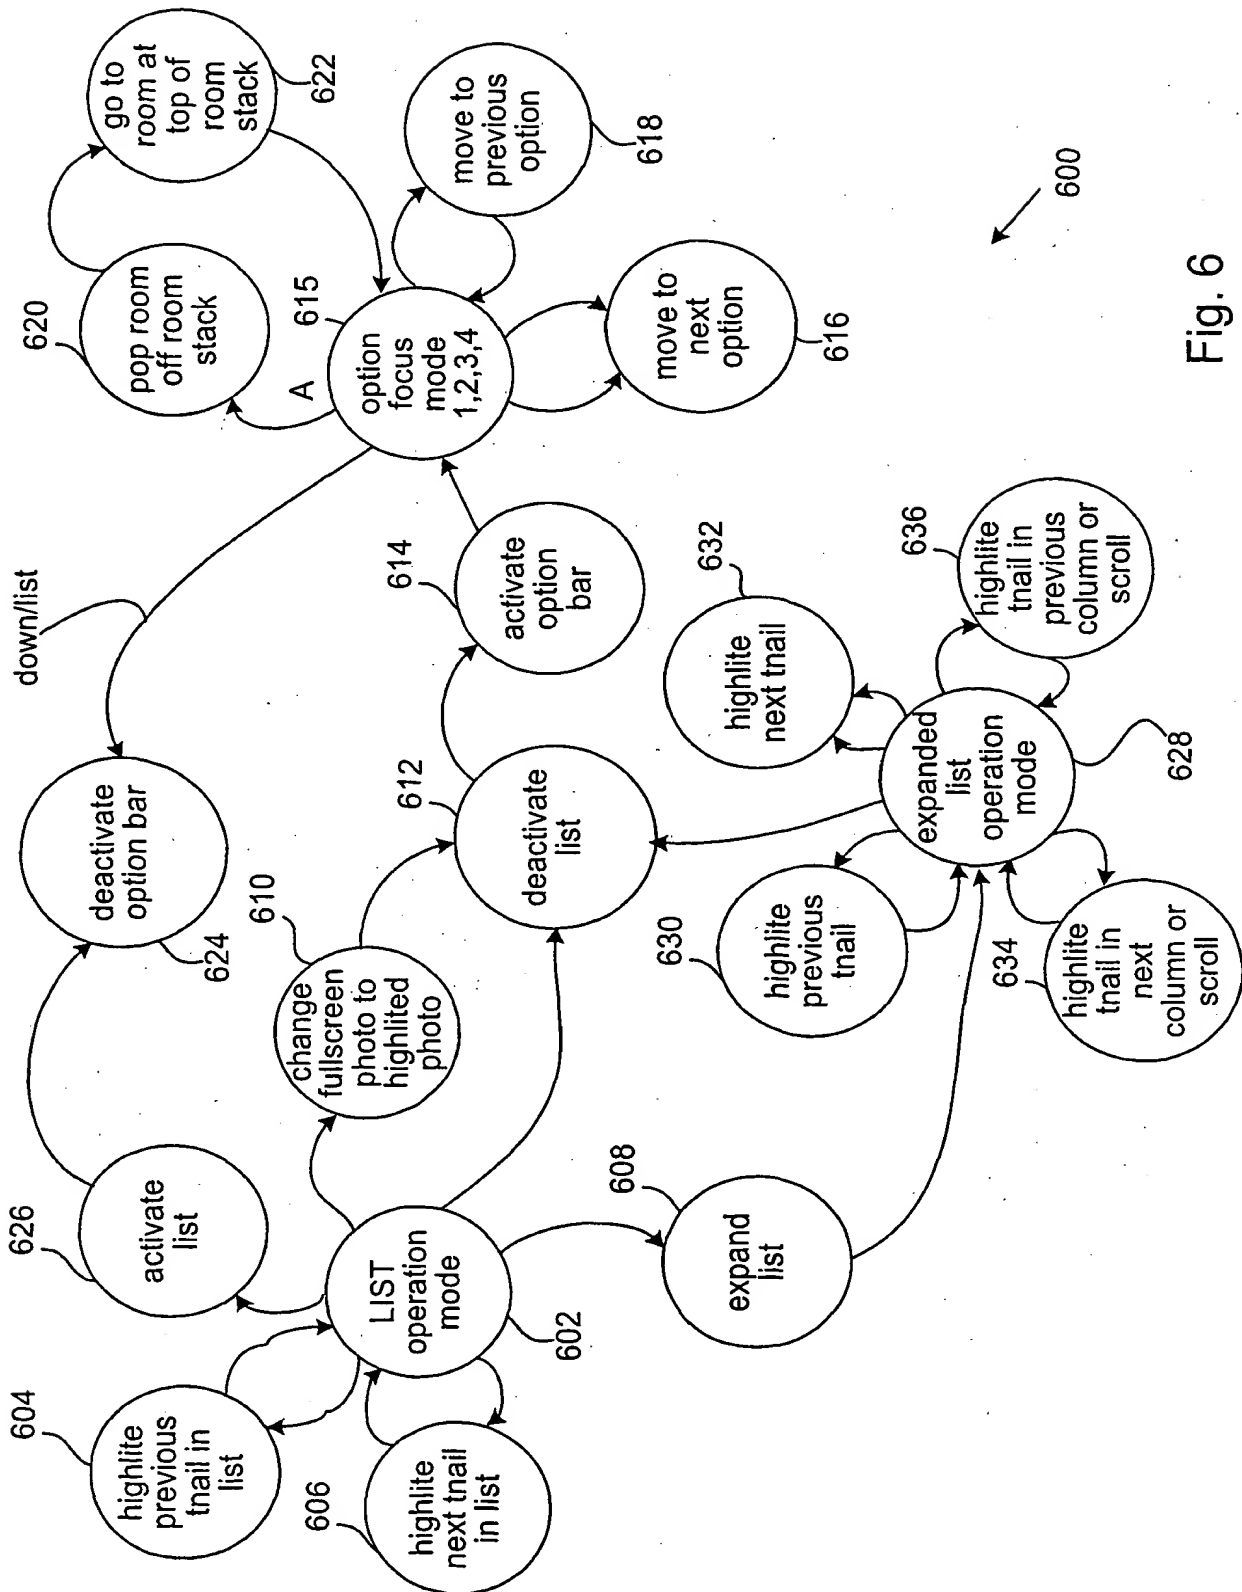 604
highlite
previous
tnail in
list
606
highlite
next tnail
in list
626
activate
list
LIST
operation
mode
602
608
expand
list
610
change
fullscreen
photo to
highlited
photo
deactivate
option bar
624
down/list
612
deactivate
list
614
activate
option
bar
A
615
option
focus
mode
1,2,3,4
620
pop room
off room
stack
go to
room at
top of
room
stack
622
move to
previous
option
618
move to
next
option
616
630
highlite
previous
tnail
632
highlite
next tnail
634
highlite
tnail in
next
column or
scroll
expanded
list
operation
mode
628
636
highlite
tnail in
previous
column or
scroll
600
Fig. 6